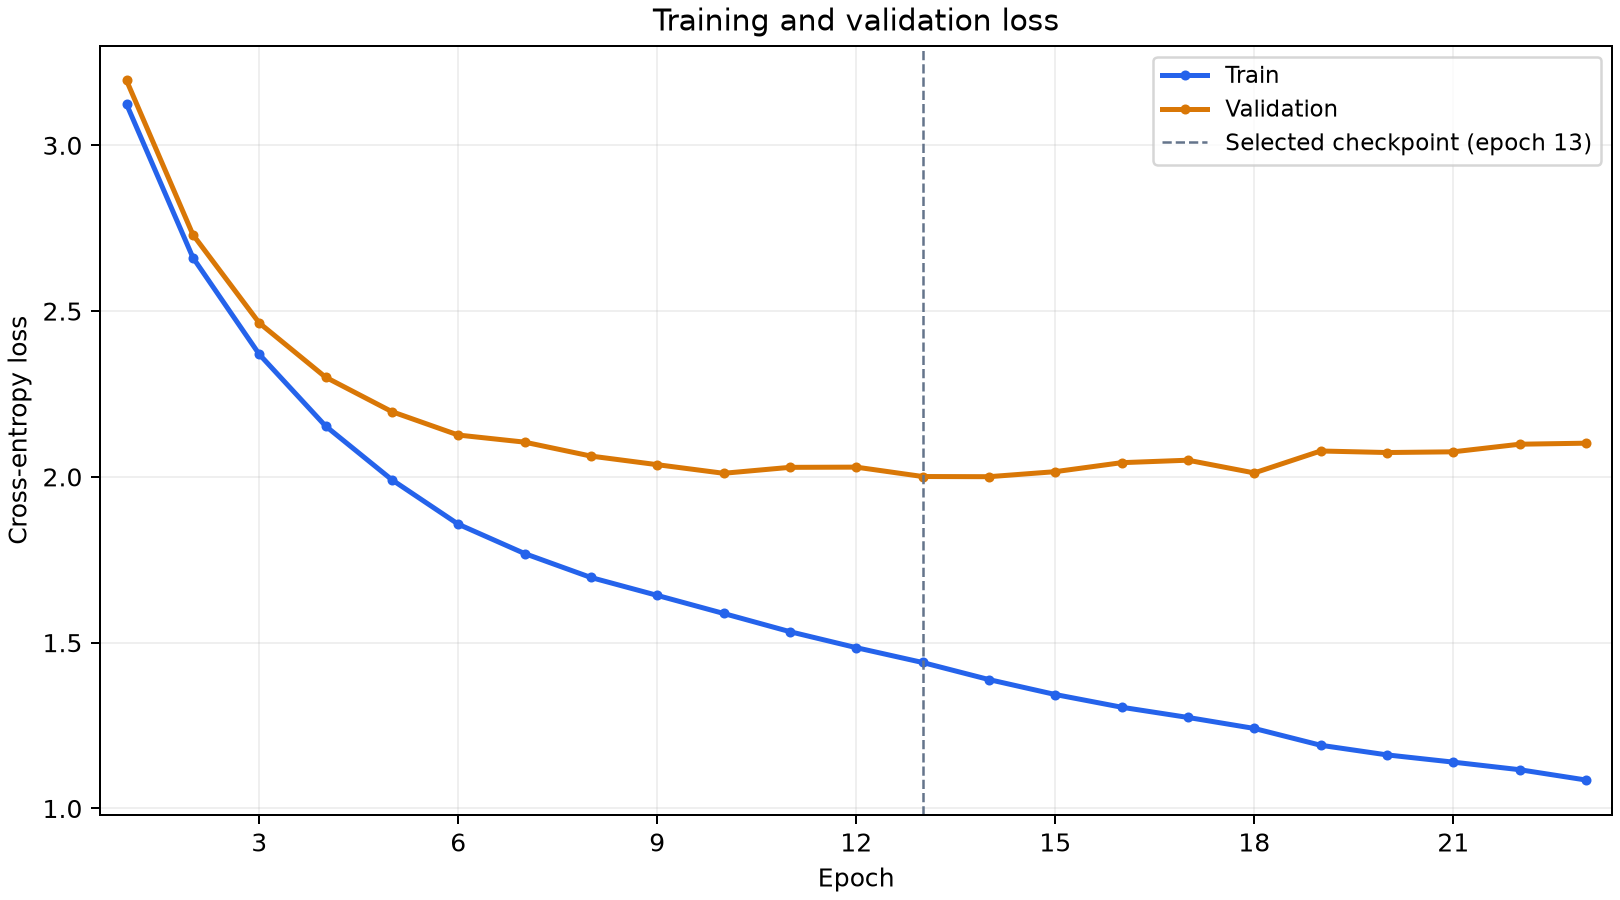 Training and validation loss
Train
Validation
Selected checkpoint (epoch 13)
Cross-entropy loss
3.0
2.5
2.0
1.5
1.0
3 6 9 12 15 18 21
Epoch